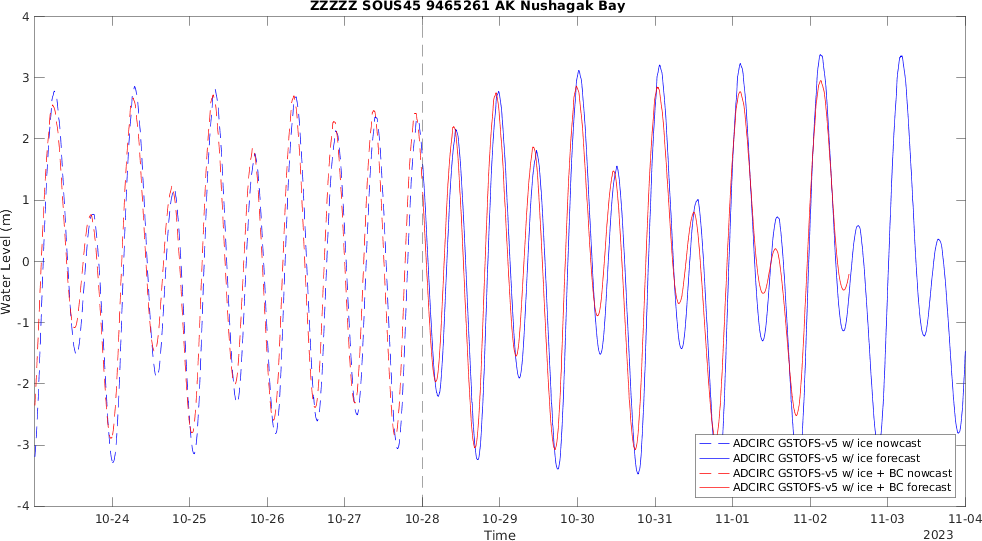 ZZZZZ SOUS45 9465261 AK Nushagak Bay
4
3
2
1
0
-1
-2
-3
-4
Water Level (m)
10-24 10-25 10-26 10-27 10-28 10-29 10-30 10-31 11-01 11-02 11-03 11-04
Time
2023
ADCIRC GSTOFS-v5 w/ ice nowcast
ADCIRC GSTOFS-v5 w/ ice forecast
ADCIRC GSTOFS-v5 w/ ice + BC nowcast
ADCIRC GSTOFS-v5 w/ ice + BC forecast